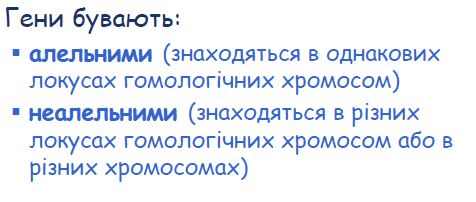 Гени бувають:
▪ алельними (знаходяться в однакових
локусах гомологічних хромосом)
▪ неалельними (знаходяться в різних
локусах гомологічних хромосом або в
різних хромосомах)